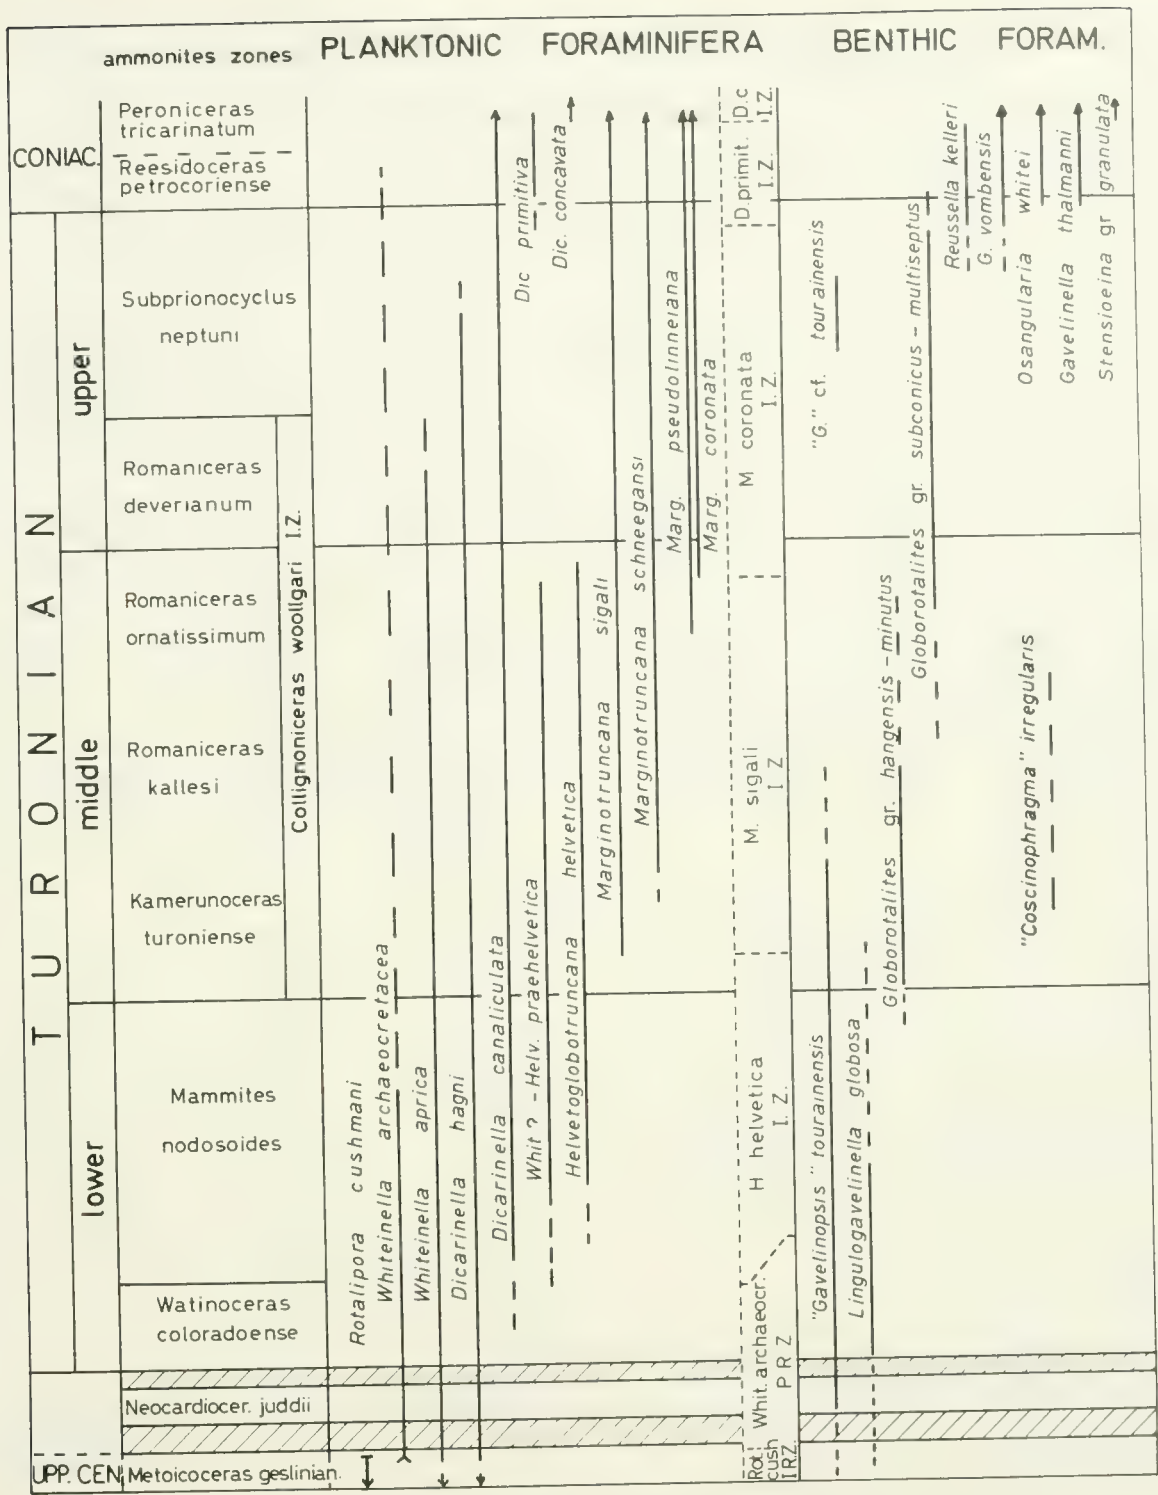 ammonites zones PLANKTONIC FORAMINIFERA BENTHIC FORAM.
CONIAC.
Peroniceras
tricarinatum
Reesidoceras
petrocoriense
TURONIAN
upper
Subprionocyclus
neptuni
Romaniceras
deverianum
middle
Romaniceras
ornatissimum
Romaniceras
kallesi
Kamerunoceras
turoniense
Collignoniceras woollgari I.Z.
lower
Mammites
nodosoides
Watinoceras
coloradoense
Neocardiocer. juddii
UPP. CEN
Metoicoceras geslinian.
Rotalipora cushmani
Whiteinella archaeocretacea
Whiteinella aprica
Dicarinella hagni
Dicarinella canaliculata
Whit ? - Helv. praehelvetica
Helvetoglobotruncana helvetica
Marginotruncana sigali
Marginotruncana schneegansi
Marg. pseudolinneiana
Marg. coronata
Dic primitiva
Dic. concavata
D.c
I.Z.
D.primit.
I.Z.
M coronata
I.Z.
M. sigali
I Z
H helvetica
I. Z.
Whit. archaeocr.
P R Z
Rot.
cush
I.R.Z.
"Gavelinopsis" tourainensis
Lingulogavelinella globosa
Globorotalites gr. hangensis-minutus
Globorotalites gr. subconicus - multiseptus
"G." cf. tourainensis
"Coscinophragma" irregularis
Reussella kelleri
G. vombensis
Osangularia whitei
Gavelinella thalmanni
Stensioeina gr granulata